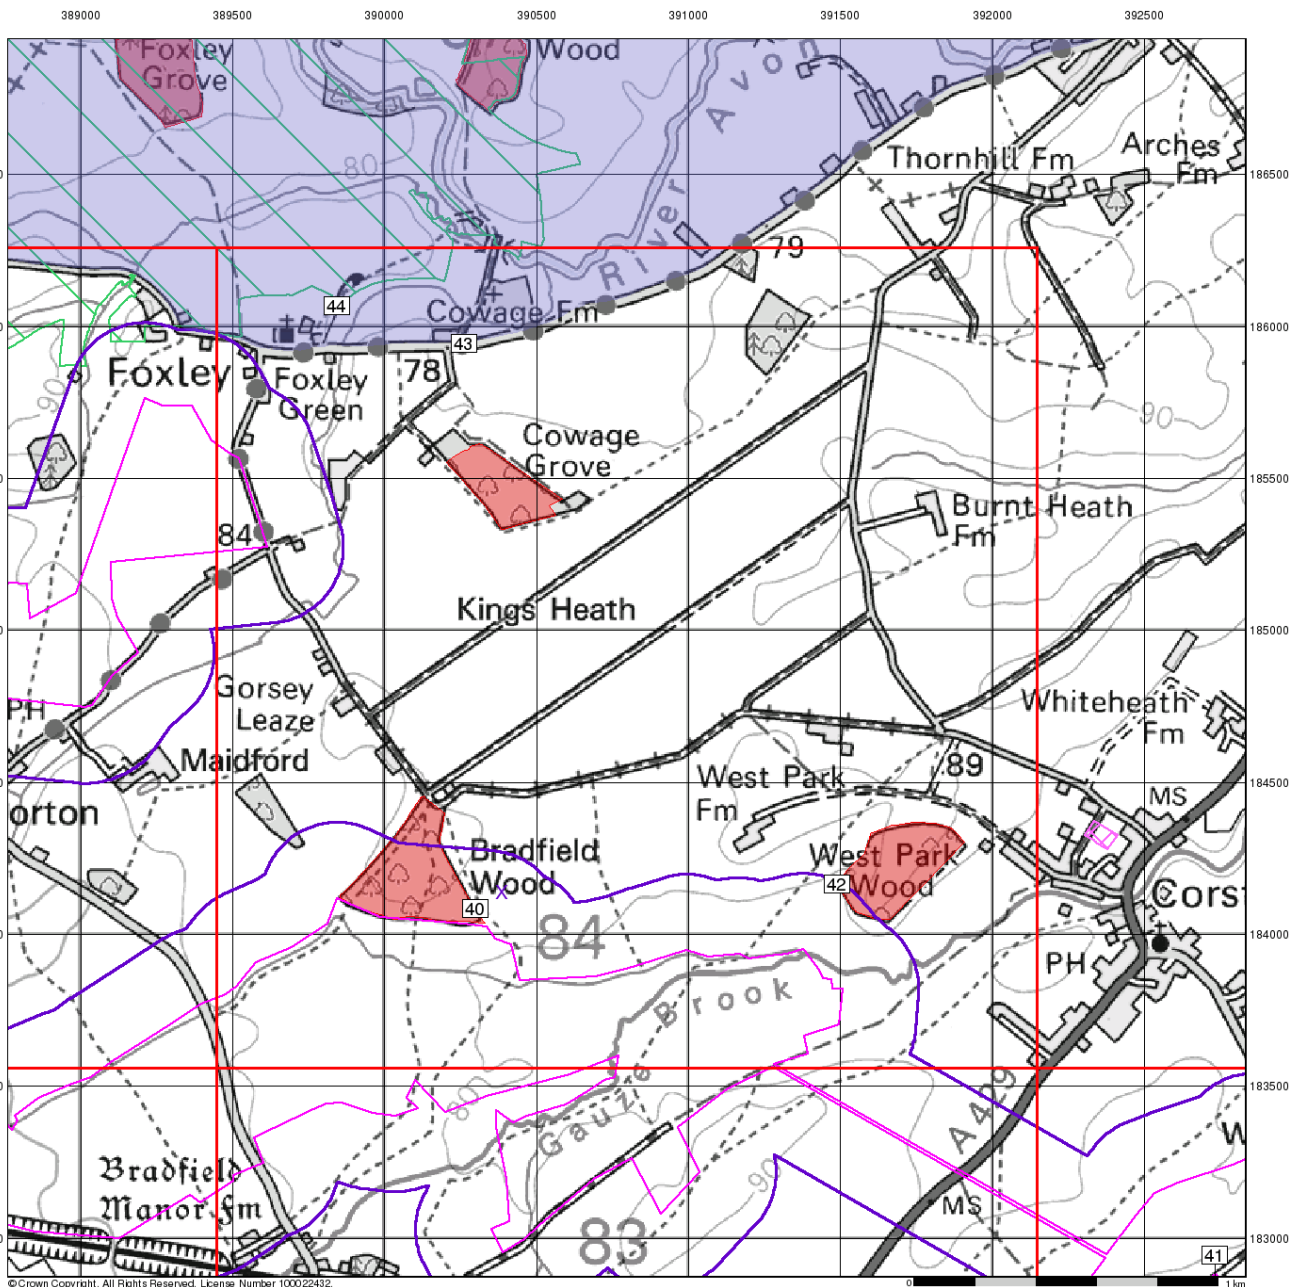 389000 389500 390000 390500 391000 391500 392000 392500
Foxley
Grove
Wood
River Avon
80
Thornhill Fm
Arches
Fm
186500
79
44
Cowage Fm
43
186000
Foxley
Foxley
Green
78
90
90
Cowage
Grove
185500
Burnt Heath
Fm
84
Kings Heath
185000
Gorsey
Leaze
PH
Whiteheath
Fm
Maidford
West Park
Fm
89
184500
MS
orton
Bradfield
Wood
West Park
Wood
42
40
X
84
Cors
184000
PH
Gauze Brook
183500
80
A 429
90
W
Bradfield
Manor Fm
MS
83
183000
41
© Crown Copyright. All Rights Reserved. License Number 100022432.
0 1 km